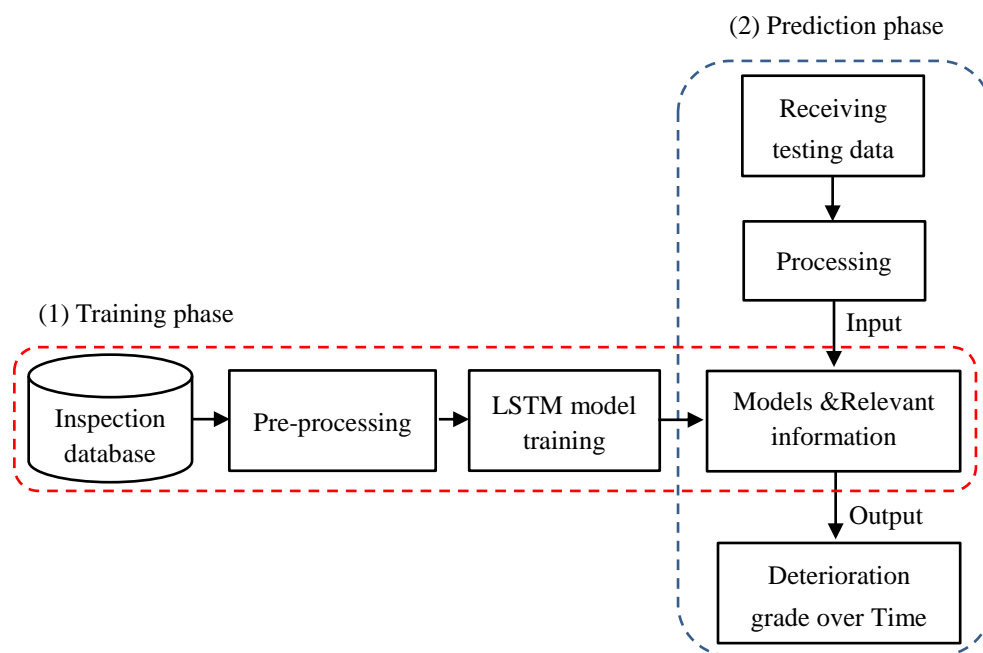 (2) Prediction phase
Receiving
testing data
Processing
(1) Training phase
Input
Inspection
database
Pre-processing
LSTM model
training
Models &Relevant
information
Output
Deterioration
grade over Time